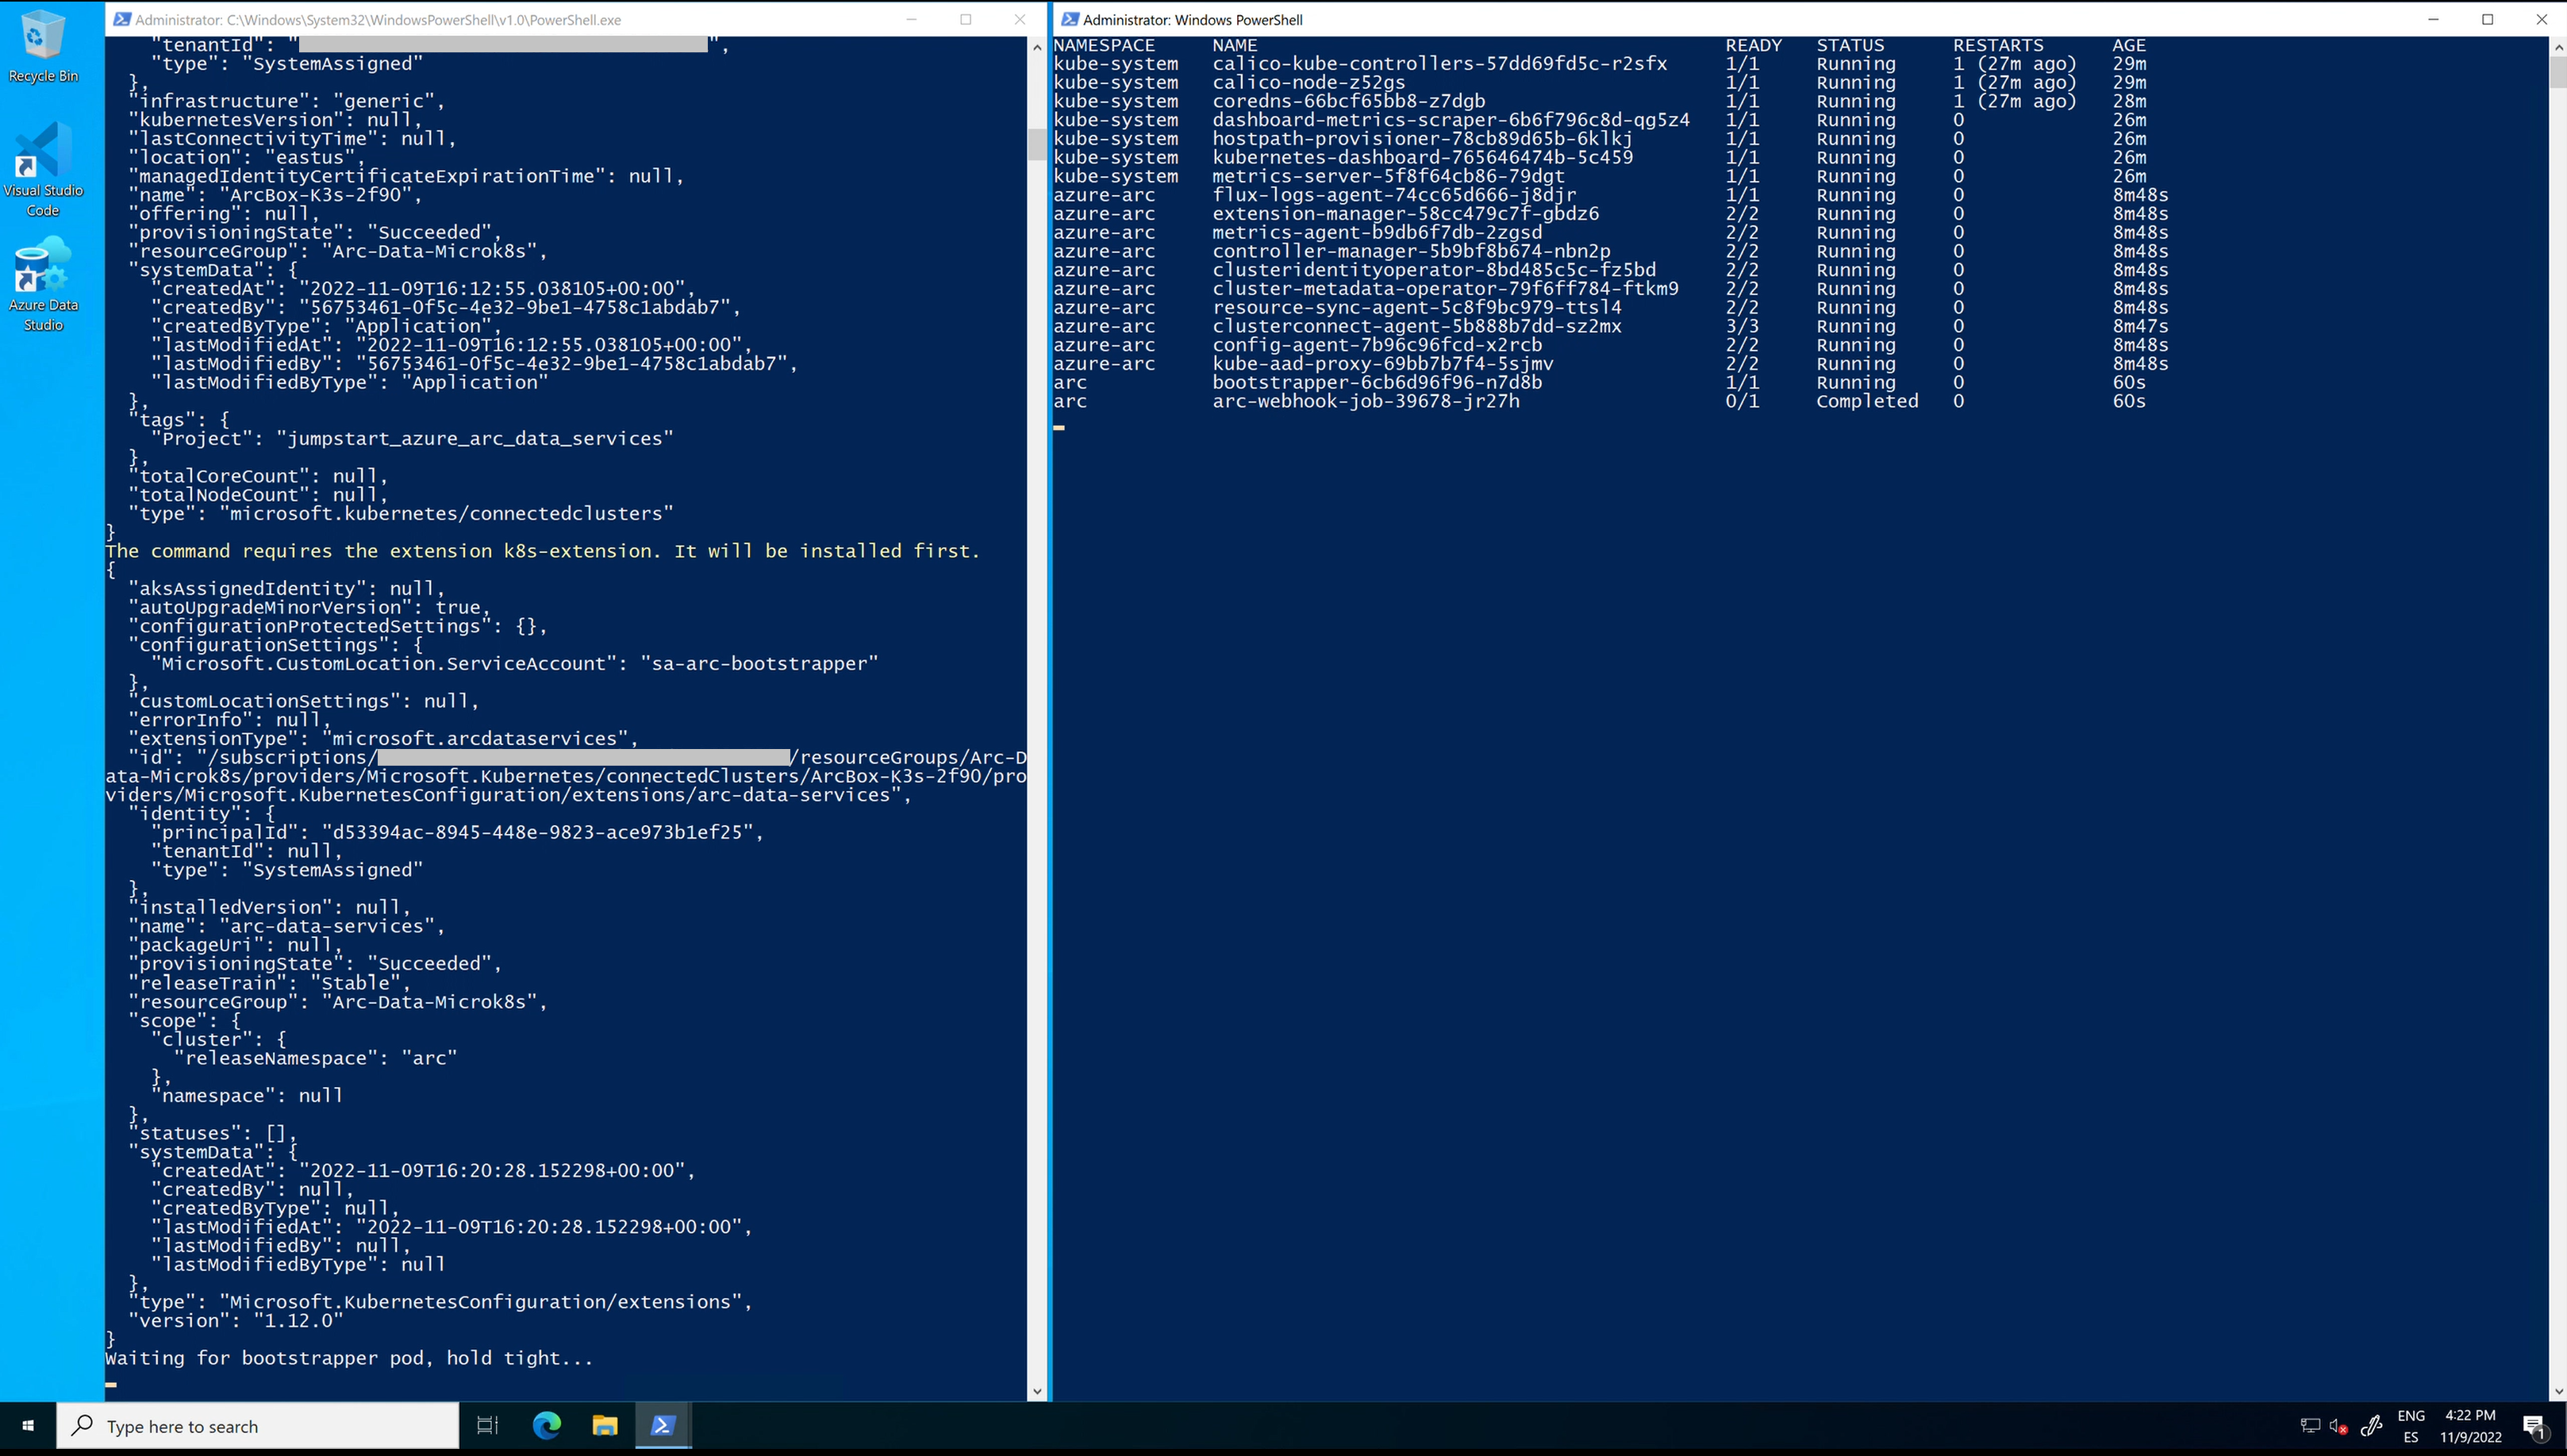 Recycle Bin
Visual Studio
Code
Azure Data
Studio
Administrator: C:\Windows\System32\WindowsPowerShell\v1.0\PowerShell.exe
"tenantId": "                                    ",
"type": "SystemAssigned"
},
"infrastructure": "generic",
"kubernetesVersion": null,
"lastConnectivityTime": null,
"location": "eastus",
"managedIdentityCertificateExpirationTime": null,
"name": "ArcBox-K3s-2f90",
"offering": null,
"provisioningState": "Succeeded",
"resourceGroup": "Arc-Data-Microk8s",
"systemData": {
"createdAt": "2022-11-09T16:12:55.038105+00:00",
"createdBy": "56753461-0f5c-4e32-9be1-4758c1abdab7",
"createdByType": "Application",
"lastModifiedAt": "2022-11-09T16:12:55.038105+00:00",
"lastModifiedBy": "56753461-0f5c-4e32-9be1-4758c1abdab7",
"lastModifiedByType": "Application"
},
"tags": {
"Project": "jumpstart_azure_arc_data_services"
},
"totalCoreCount": null,
"totalNodeCount": null,
"type": "microsoft.kubernetes/connectedclusters"
}
The command requires the extension k8s-extension. It will be installed first.
{
"aksAssignedIdentity": null,
"autoUpgradeMinorVersion": true,
"configurationProtectedSettings": {},
"configurationSettings": {
"Microsoft.CustomLocation.ServiceAccount": "sa-arc-bootstrapper"
},
"customLocationSettings": null,
"errorInfo": null,
"extensionType": "microsoft.arcdataservices",
"id": "/subscriptions/                                    /resourceGroups/Arc-D
ata-Microk8s/providers/Microsoft.Kubernetes/connectedClusters/ArcBox-K3s-2f90/pro
viders/Microsoft.KubernetesConfiguration/extensions/arc-data-services",
"identity": {
"principalId": "d53394ac-8945-448e-9823-ace973b1ef25",
"tenantId": null,
"type": "SystemAssigned"
},
"installedVersion": null,
"name": "arc-data-services",
"packageUri": null,
"provisioningState": "Succeeded",
"releaseTrain": "Stable",
"resourceGroup": "Arc-Data-Microk8s",
"scope": {
"cluster": {
"releaseNamespace": "arc"
},
"namespace": null
},
"statuses": [],
"systemData": {
"createdAt": "2022-11-09T16:20:28.152298+00:00",
"createdBy": null,
"createdByType": null,
"lastModifiedAt": "2022-11-09T16:20:28.152298+00:00",
"lastModifiedBy": null,
"lastModifiedByType": null
},
"type": "Microsoft.KubernetesConfiguration/extensions",
"version": "1.12.0"
}
Waiting for bootstrapper pod, hold tight...
Administrator: Windows PowerShell
NAMESPACE NAME READY STATUS RESTARTS AGE
kube-system calico-kube-controllers-57dd69fd5c-r2sfx 1/1 Running 1 (27m ago) 29m
kube-system calico-node-z52gs 1/1 Running 1 (27m ago) 29m
kube-system coredns-66bcf65bb8-z7dgb 1/1 Running 1 (27m ago) 28m
kube-system dashboard-metrics-scraper-6b6f796c8d-qg5z4 1/1 Running 0 26m
kube-system hostpath-provisioner-78cb89d65b-6klkj 1/1 Running 0 26m
kube-system kubernetes-dashboard-765646474b-5c459 1/1 Running 0 26m
kube-system metrics-server-5f8f64cb86-79dgt 1/1 Running 0 26m
azure-arc flux-logs-agent-74cc65d666-j8djr 1/1 Running 0 8m48s
azure-arc extension-manager-58cc479c7f-gbdz6 2/2 Running 0 8m48s
azure-arc metrics-agent-b9db6f7db-2zgsd 2/2 Running 0 8m48s
azure-arc controller-manager-5b9bf8b674-nbn2p 2/2 Running 0 8m48s
azure-arc clusteridentityoperator-8bd485c5c-fz5bd 2/2 Running 0 8m48s
azure-arc cluster-metadata-operator-79f6ff784-ftkm9 2/2 Running 0 8m48s
azure-arc resource-sync-agent-5c8f9bc979-ttsl4 2/2 Running 0 8m48s
azure-arc clusterconnect-agent-5b888b7dd-sz2mx 3/3 Running 0 8m47s
azure-arc config-agent-7b96c96fcd-x2rcb 2/2 Running 0 8m48s
azure-arc kube-aad-proxy-69bb7b7f4-5sjmv 2/2 Running 0 8m48s
arc bootstrapper-6cb6d96f96-n7d8b 1/1 Running 0 60s
arc arc-webhook-job-39678-jr27h 0/1 Completed 0 60s
Type here to search
ENG
ES
4:22 PM
11/9/2022
1